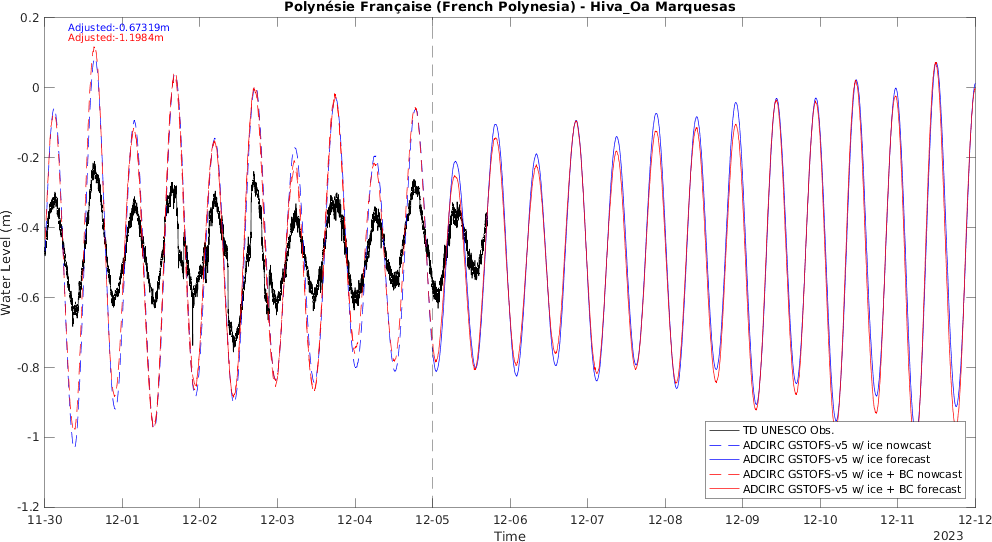 Polynésie Française (French Polynesia) - Hiva_Oa Marquesas
Adjusted:-0.67319m
Adjusted:-1.1984m
0.2
0
-0.2
-0.4
-0.6
-0.8
-1
-1.2
Water Level (m)
TD UNESCO Obs.
ADCIRC GSTOFS-v5 w/ ice nowcast
ADCIRC GSTOFS-v5 w/ ice forecast
ADCIRC GSTOFS-v5 w/ ice + BC nowcast
ADCIRC GSTOFS-v5 w/ ice + BC forecast
11-30 12-01 12-02 12-03 12-04 12-05 12-06 12-07 12-08 12-09 12-10 12-11 12-12
Time
2023